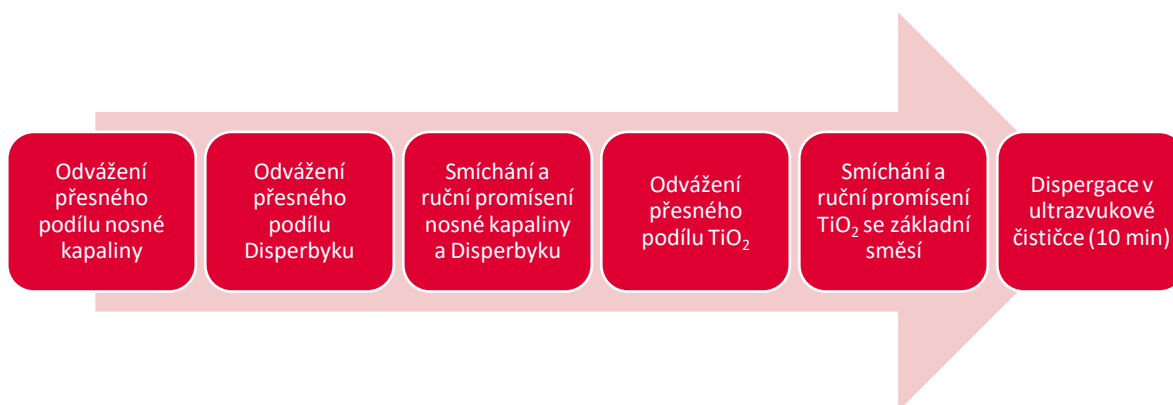 Odvážení
přesného
podílu nosné
kapaliny
Odvážení
přesného
podílu
Disperbyku
Smíchání a
ruční promísení
nosné kapaliny
a Disperbyku
Odvážení
přesného
podílu TiO₂
Smíchání a
ruční promísení
TiO₂ se základní
směsí
Dispergace v
ultrazvukové
čističce (10 min)